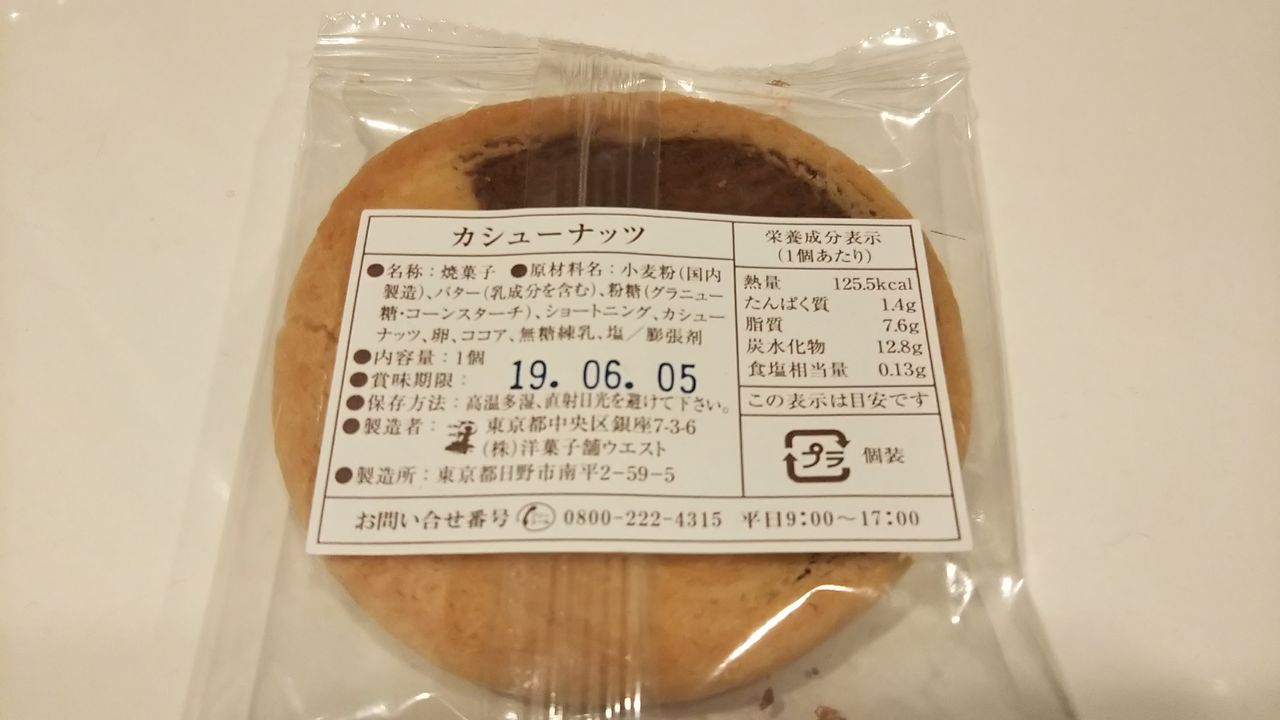 カシューナッツ
●名称：焼菓子 ●原材料名：小麦粉(国内
製造)、バター(乳成分を含む)、粉糖(グラニュー
糖・コーンスターチ)、ショートニング、カシュー
ナッツ、卵、ココア、無糖練乳、塩／膨張剤
●内容量：1個
●賞味期限： 19. 06. 05
●保存方法：高温多湿、直射日光を避けて下さい。
●製造者： 東京都中央区銀座7-3-6
(株)洋菓子舗ウエスト
●製造所：東京都日野市南平2-59-5
栄養成分表示
(1個あたり)
熱量 125.5kcal
たんぱく質 1.4g
脂質 7.6g
炭水化物 12.8g
食塩相当量 0.13g
この表示は目安です
プラ 個装
お問い合せ番号 0800-222-4315 平日9:00〜17:00